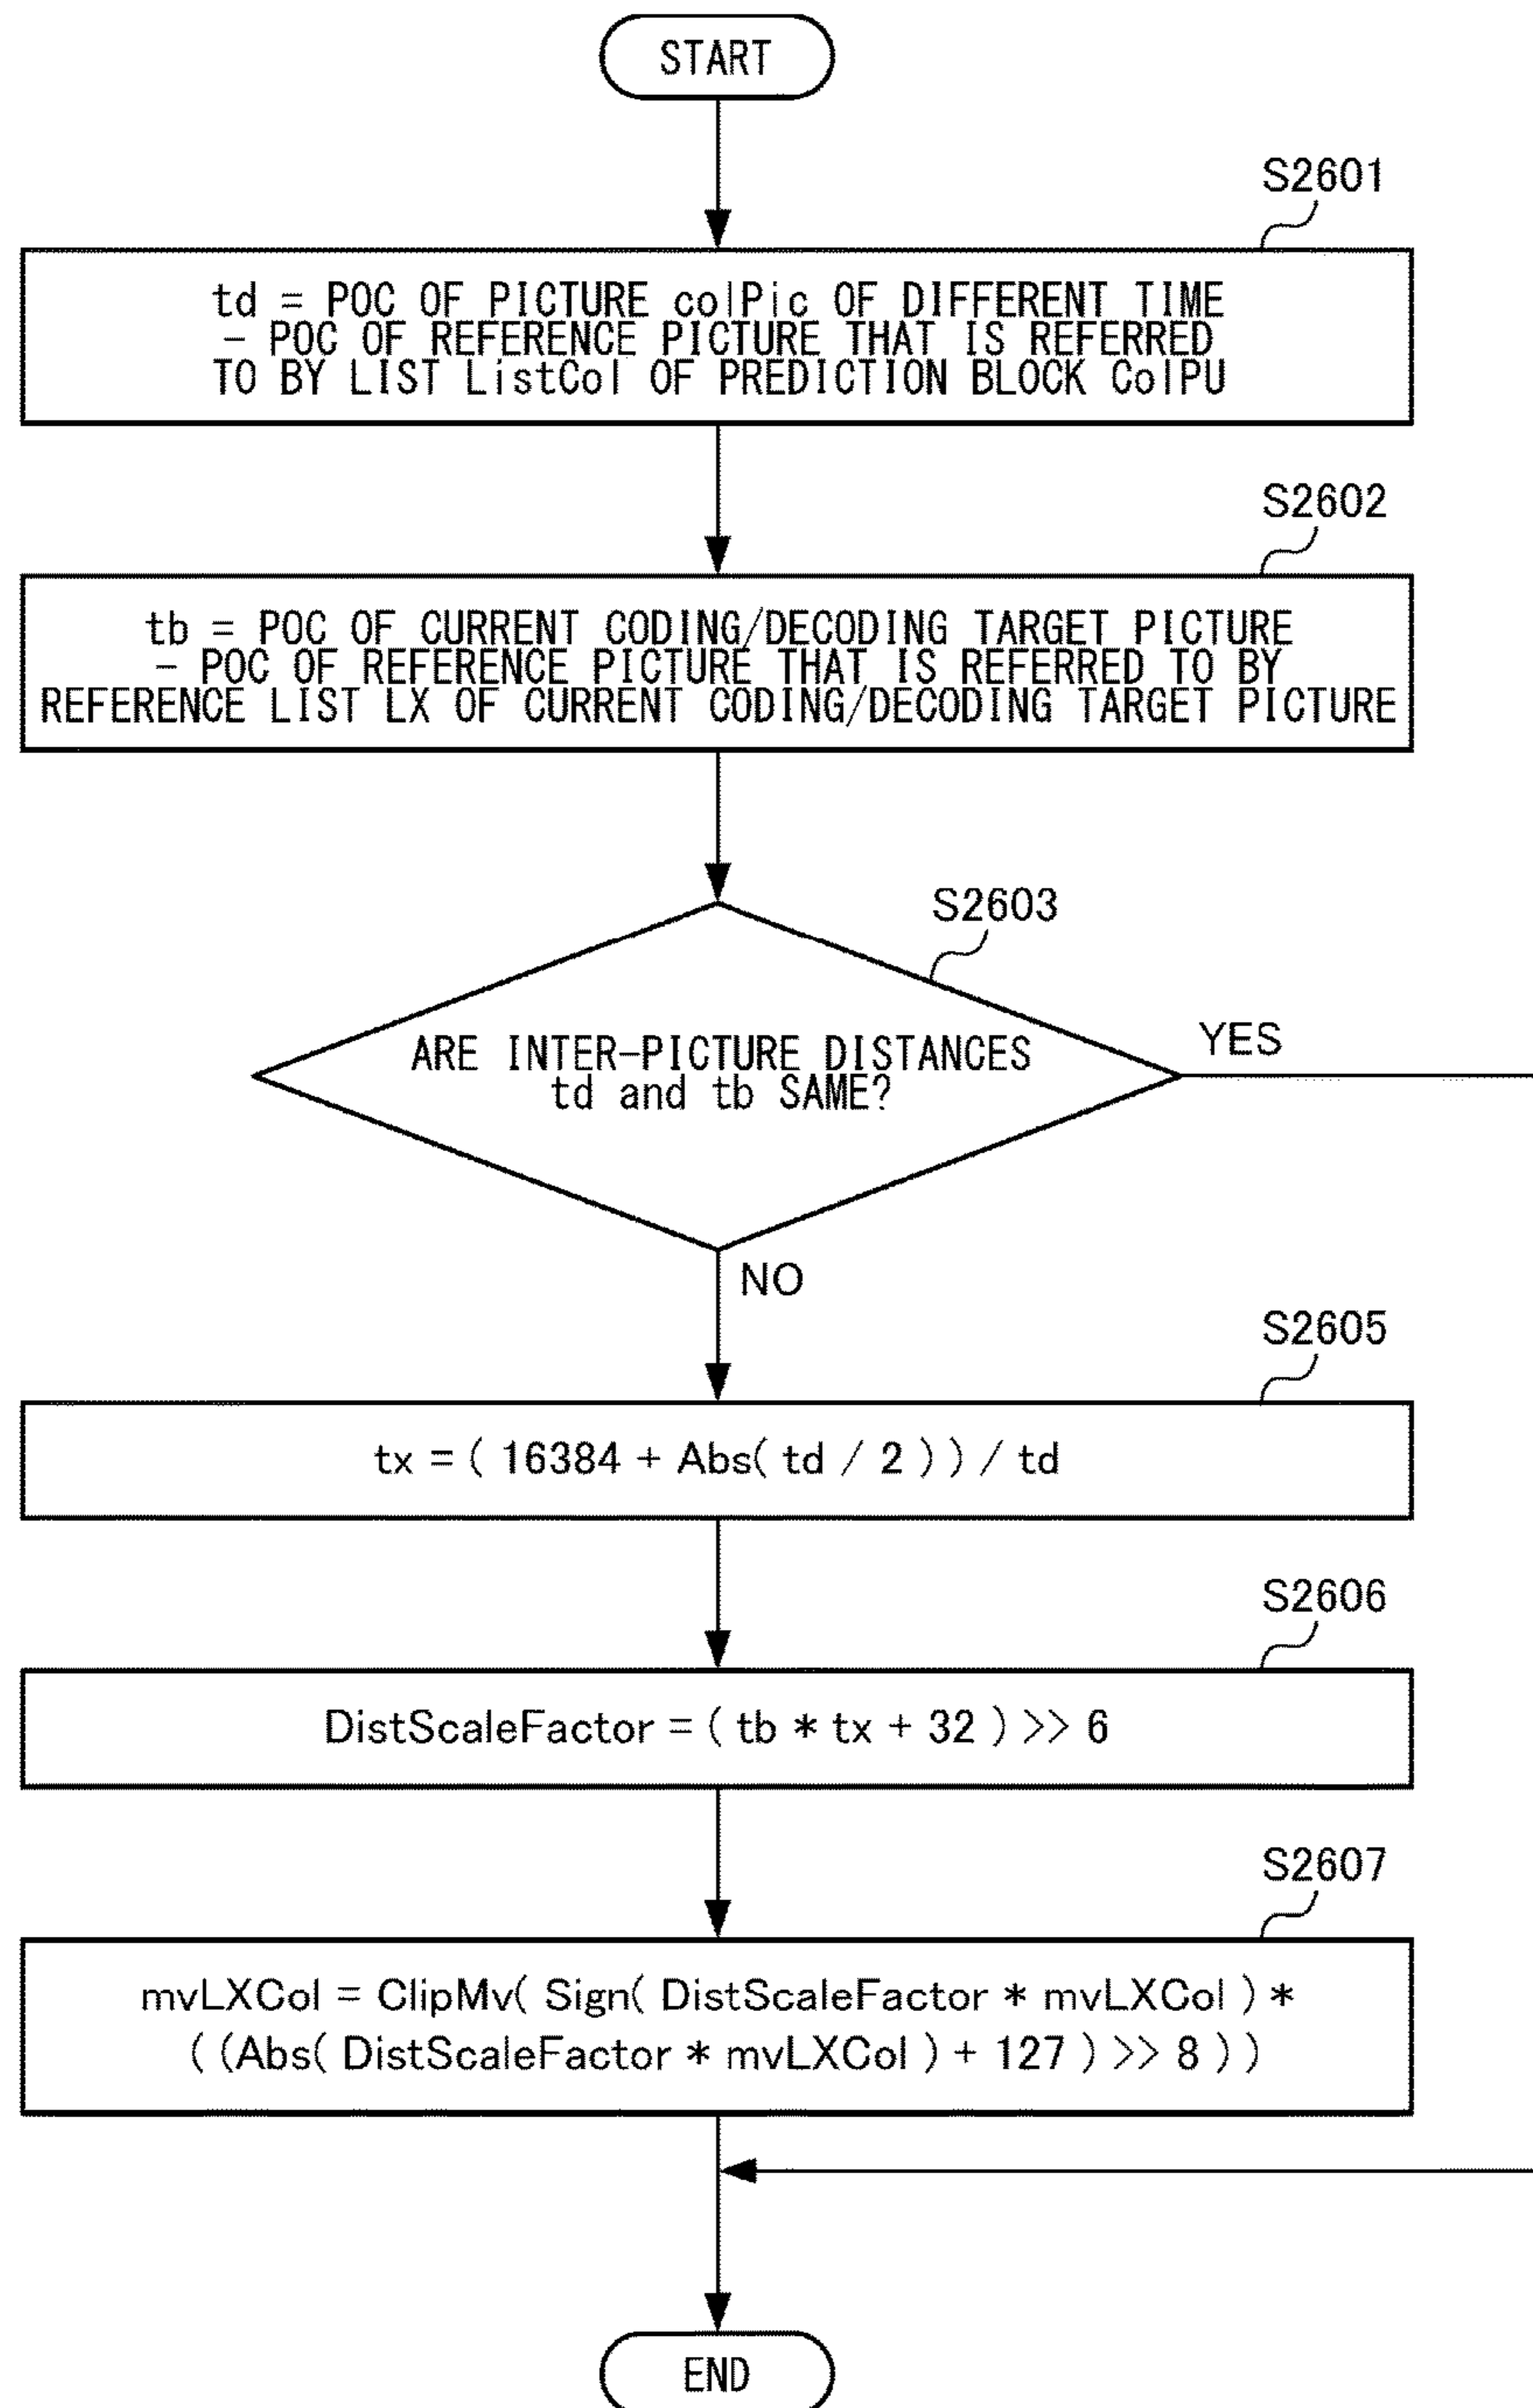 START
S2601
td = POC OF PICTURE colPic OF DIFFERENT TIME
- POC OF REFERENCE PICTURE THAT IS REFERRED
TO BY LIST ListCol OF PREDICTION BLOCK ColPU
S2602
tb = POC OF CURRENT CODING/DECODING TARGET PICTURE
- POC OF REFERENCE PICTURE THAT IS REFERRED TO BY
REFERENCE LIST LX OF CURRENT CODING/DECODING TARGET PICTURE
S2603
ARE INTER-PICTURE DISTANCES
td and tb SAME?
YES
NO
S2605
tx = ( 16384 + Abs( td / 2 ) ) / td
S2606
DistScaleFactor = ( tb * tx + 32 ) >> 6
S2607
mvLXCol = ClipMv( Sign( DistScaleFactor * mvLXCol ) *
( (Abs( DistScaleFactor * mvLXCol ) + 127 ) >> 8 ) )
END